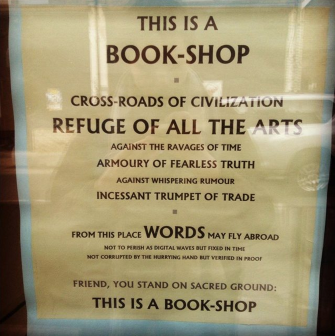 THIS IS A
BOOK-SHOP
CROSS-ROADS OF CIVILIZATION
REFUGE OF ALL THE ARTS
AGAINST THE RAVAGES OF TIME
ARMOURY OF FEARLESS TRUTH
AGAINST WHISPERING RUMOUR
INCESSANT TRUMPET OF TRADE
FROM THIS PLACE WORDS MAY FLY ABROAD
NOT TO PERISH AS DIGITAL WAVES BUT FIXED IN TIME
NOT CORRUPTED BY THE HURRYING HAND BUT VERIFIED IN PROOF
FRIEND, YOU STAND ON SACRED GROUND:
THIS IS A BOOK-SHOP